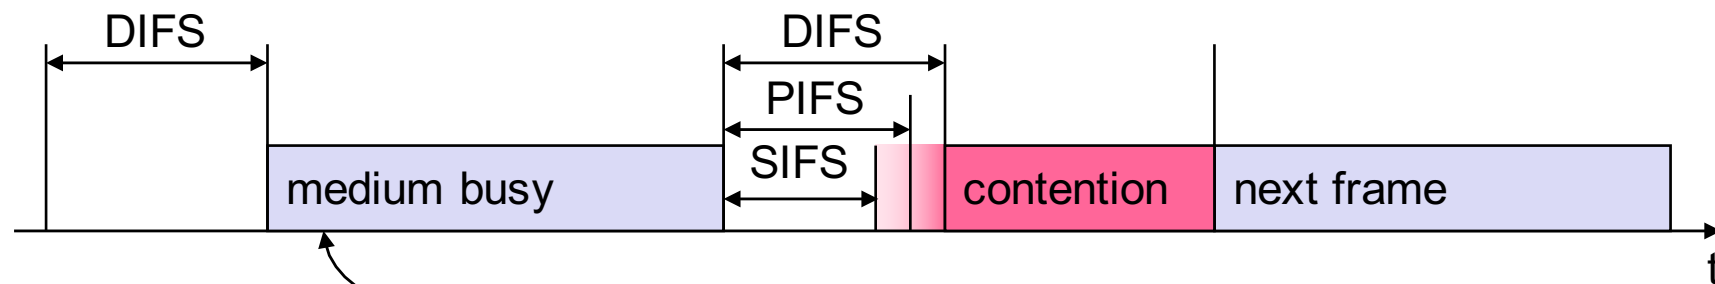 DIFS
DIFS
PIFS
SIFS
medium busy
contention
next frame
t